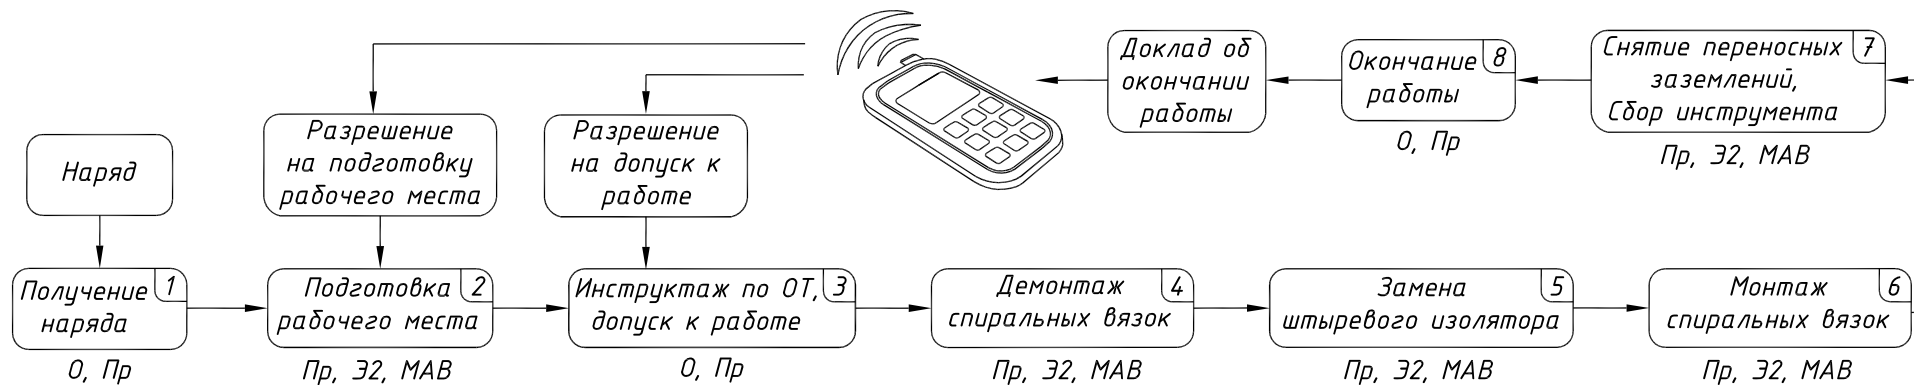 Наряд
Получение
наряда
1
О, Пр
Разрешение
на подготовку
рабочего места
Подготовка
рабочего места
2
Пр, Э2, МАВ
Разрешение
на допуск к
работе
Инструктаж по ОТ,
допуск к работе
3
О, Пр
Демонтаж
спиральных вязок
4
Пр, Э2, МАВ
Замена
штыревого изолятора
5
Пр, Э2, МАВ
Монтаж
спиральных вязок
6
Пр, Э2, МАВ
Снятие переносных
заземлений,
Сбор инструмента
7
Пр, Э2, МАВ
Окончание
работы
8
О, Пр
Доклад об
окончании
работы